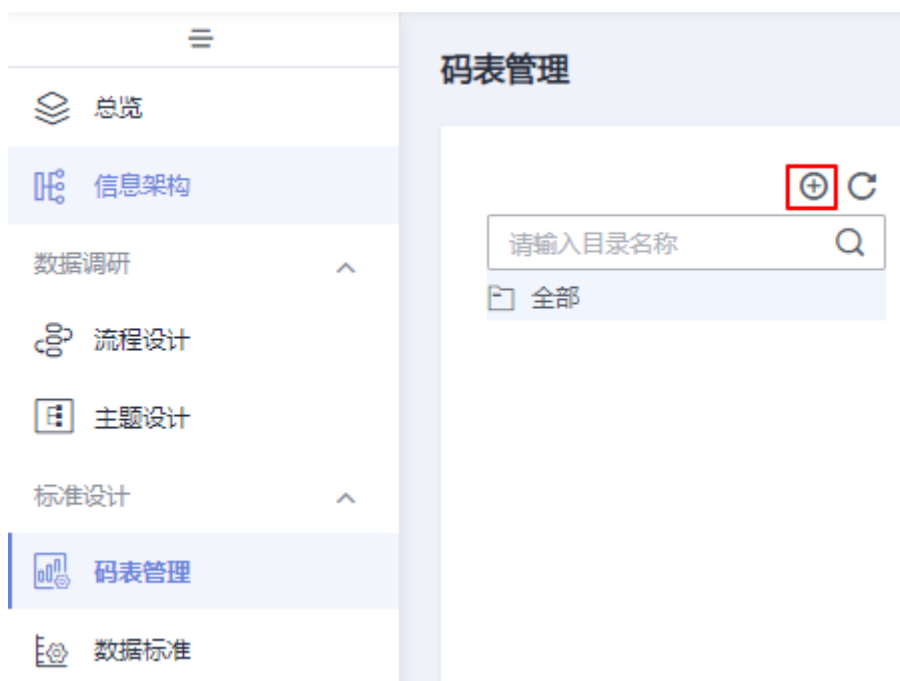 总览
信息架构
数据调研
流程设计
主题设计
标准设计
码表管理
数据标准
码表管理
请输入目录名称
全部